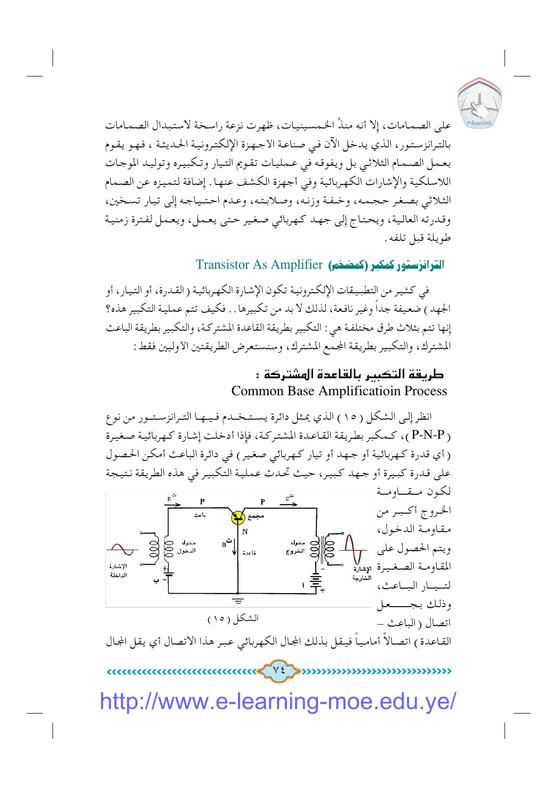 e-learning
على الصمامات، إلا أنه منذُ الخمسينيات، ظهرت نزعة راسخة لاستبدال الصمامات
بالترانزستور، الذي يدخل الآن في صناعة الأجهزة الإلكترونية الحديثة ، فهو يقوم
بعمل الصمام الثلاثي بل ويفوقه في عمليات تقويم التيار وتكبيره وتوليد الموجات
اللاسلكية والإشارات الكهربائية وفي أجهزة الكشف عنها. إضافة لتميزه عن الصمام
الثلاثي بصغر حجمه، وخفة وزنه، وصلابته، وعدم احتياجه إلى تيار تسخين،
وقدرته العالية، ويحتاج إلى جهد كهربائي صغير حتى يعمل، ويعمل لفترة زمنية
طويلة قبل تلفه .
الترانزستور كمكبر (كمضخم) Transistor As Amplifier
في كثير من التطبيقات الإلكترونية تكون الإشارة الكهربائية ( القدرة، أو التيار، أو
الجهد ) ضعيفة جداً وغير نافعة، لذلك لا بد من تكبيرها . . فكيف تتم عملية التكبير هذه؟
إنها تتم بثلاث طرق مختلفة هي : التكبير بطريقة القاعدة المشتركة، والتكبير بطريقة الباعث
المشترك، والتكبير بطريقة المجمع المشترك، وسنستعرض الطريقتين الأوليين فقط :
طريقة التكبير بالقاعدة المشتركة :
Common Base Amplificatioin Process
انظر إلى الشكل ( ١٥ ) الذي يمثل دائرة يستخدم فيها الترانزستور من نوع
(P-N-P)، كمكبر بطريقة القاعدة المشتركة، فإذا أدخلت إشارة كهربائية صغيرة
( أي قدرة كهربائية أو جهد أو تيار كهربائي صغير ) في دائرة الباعث أمكن الحصول
على قدرة كبيرة أو جهد كبير، حيث تحدث عملية التكبير في هذه الطريقة نتيجة
لكون مقاومة
الخروج أكبر من
مقاومة الدخول،
ويتم الحصول على
المقاومة الصغيرة
لتيار الباعث،
وذلك بجعل
اتصال ( الباعث –
القاعدة ) اتصالاً أمامياً فيقل بذلك المجال الكهربائي عبر هذا الاتصال أي يقل المجال
ت E
P
P
ت C
باعث
مجمع
N
ت B
قاعدة
محول الدخول
محول الخروج
الإشارة الداخلة
الإشارة الخارجة
ب
أ
+
−
−
+
الشكل ( ١٥ )
٧٤
http://www.e-learning-moe.edu.ye/